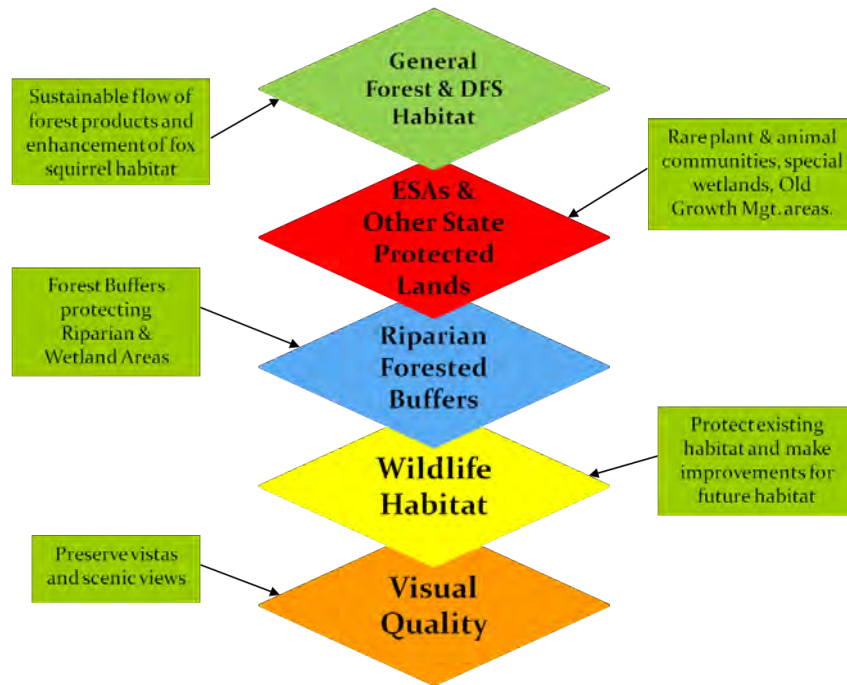 General
Forest & DFS
Habitat
Sustainable flow of
forest products and
enhancement of fox
squirrel habitat
Rare plant & animal
communities, special
wetlands, Old
Growth Mgt. areas.
ESAs &
Other State
Protected
Lands
Forest Buffers
protecting
Riparian &
Wetland Areas
Riparian
Forested
Buffers
Protect existing
habitat and make
improvements for
future habitat
Wildlife
Habitat
Preserve vistas
and scenic views
Visual
Quality